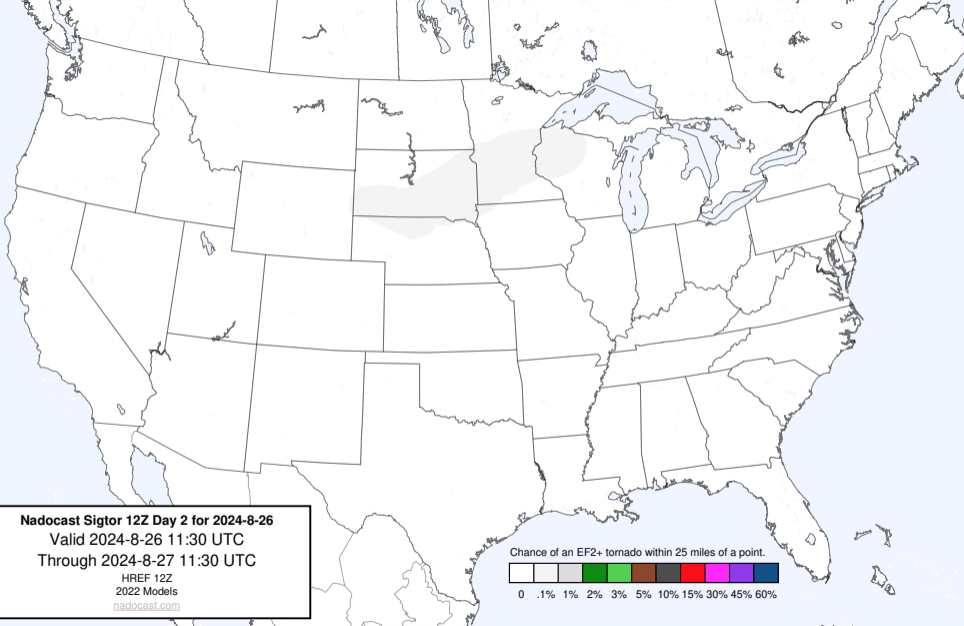 Nadocast Sigtor 12Z Day 2 for 2024-8-26
Valid 2024-8-26 11:30 UTC
Through 2024-8-27 11:30 UTC
HREF 12Z
2022 Models
nadocast.com
Chance of an EF2+ tornado within 25 miles of a point.
0 .1% 1% 2% 3% 5% 10% 15% 30% 45% 60%